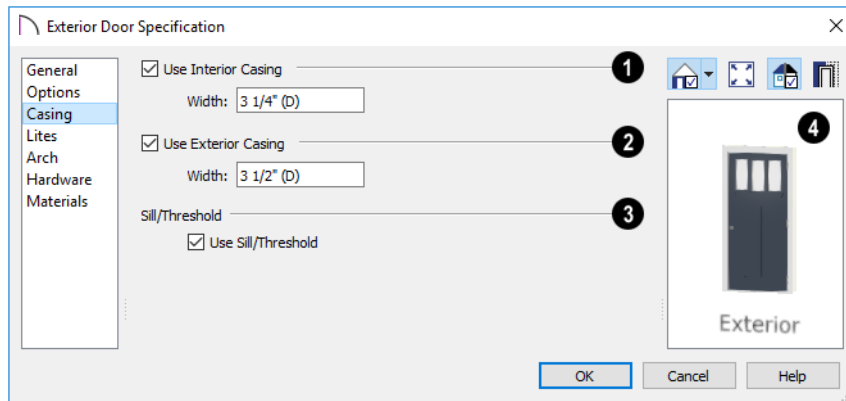 Exterior Door Specification
General
Options
Casing
Lites
Arch
Hardware
Materials
Use Interior Casing
1
Width: 3 1/4" (D)
Use Exterior Casing
2
Width: 3 1/2" (D)
Sill/Threshold
3
Use Sill/Threshold
4
Exterior
OK Cancel Help